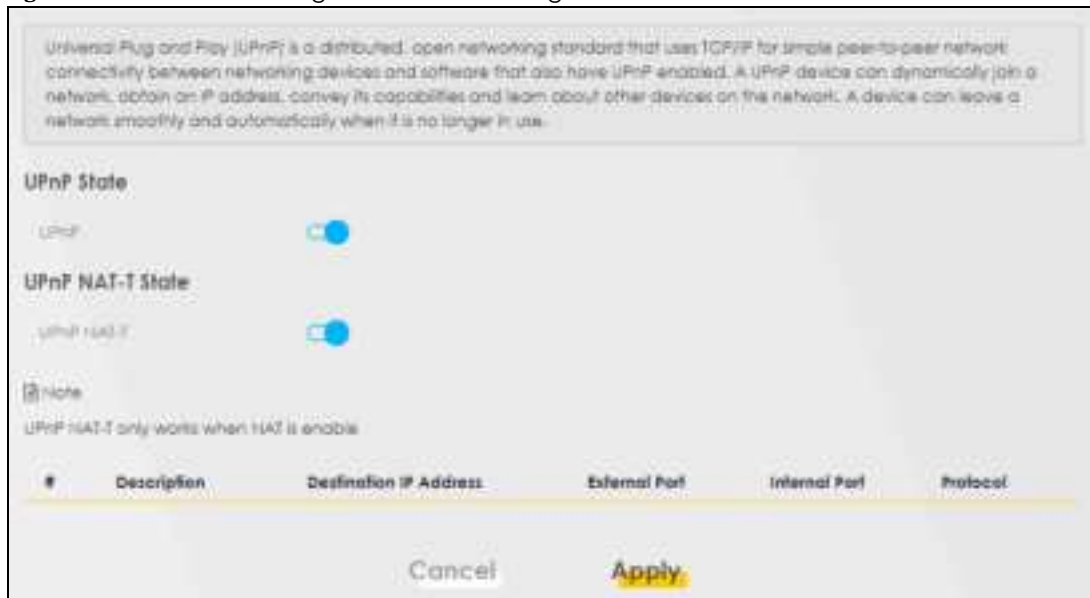 Universal Plug and Play (UPnP) is a distributed, open networking standard that uses TCP/IP for simple peer-to-peer network
connectivity between networking devices and software that also have UPnP enabled. A UPnP device can dynamically join a
network, obtain an IP address, convey its capabilities and learn about other devices on the network. A device can leave a
network smoothly and automatically when it is no longer in use.
UPnP State
UPnP
UPnP NAT-T State
UPnP NAT-T
Note
UPnP NAT-T only works when NAT is enable
# Description Destination IP Address External Port Internal Port Protocol
Cancel Apply